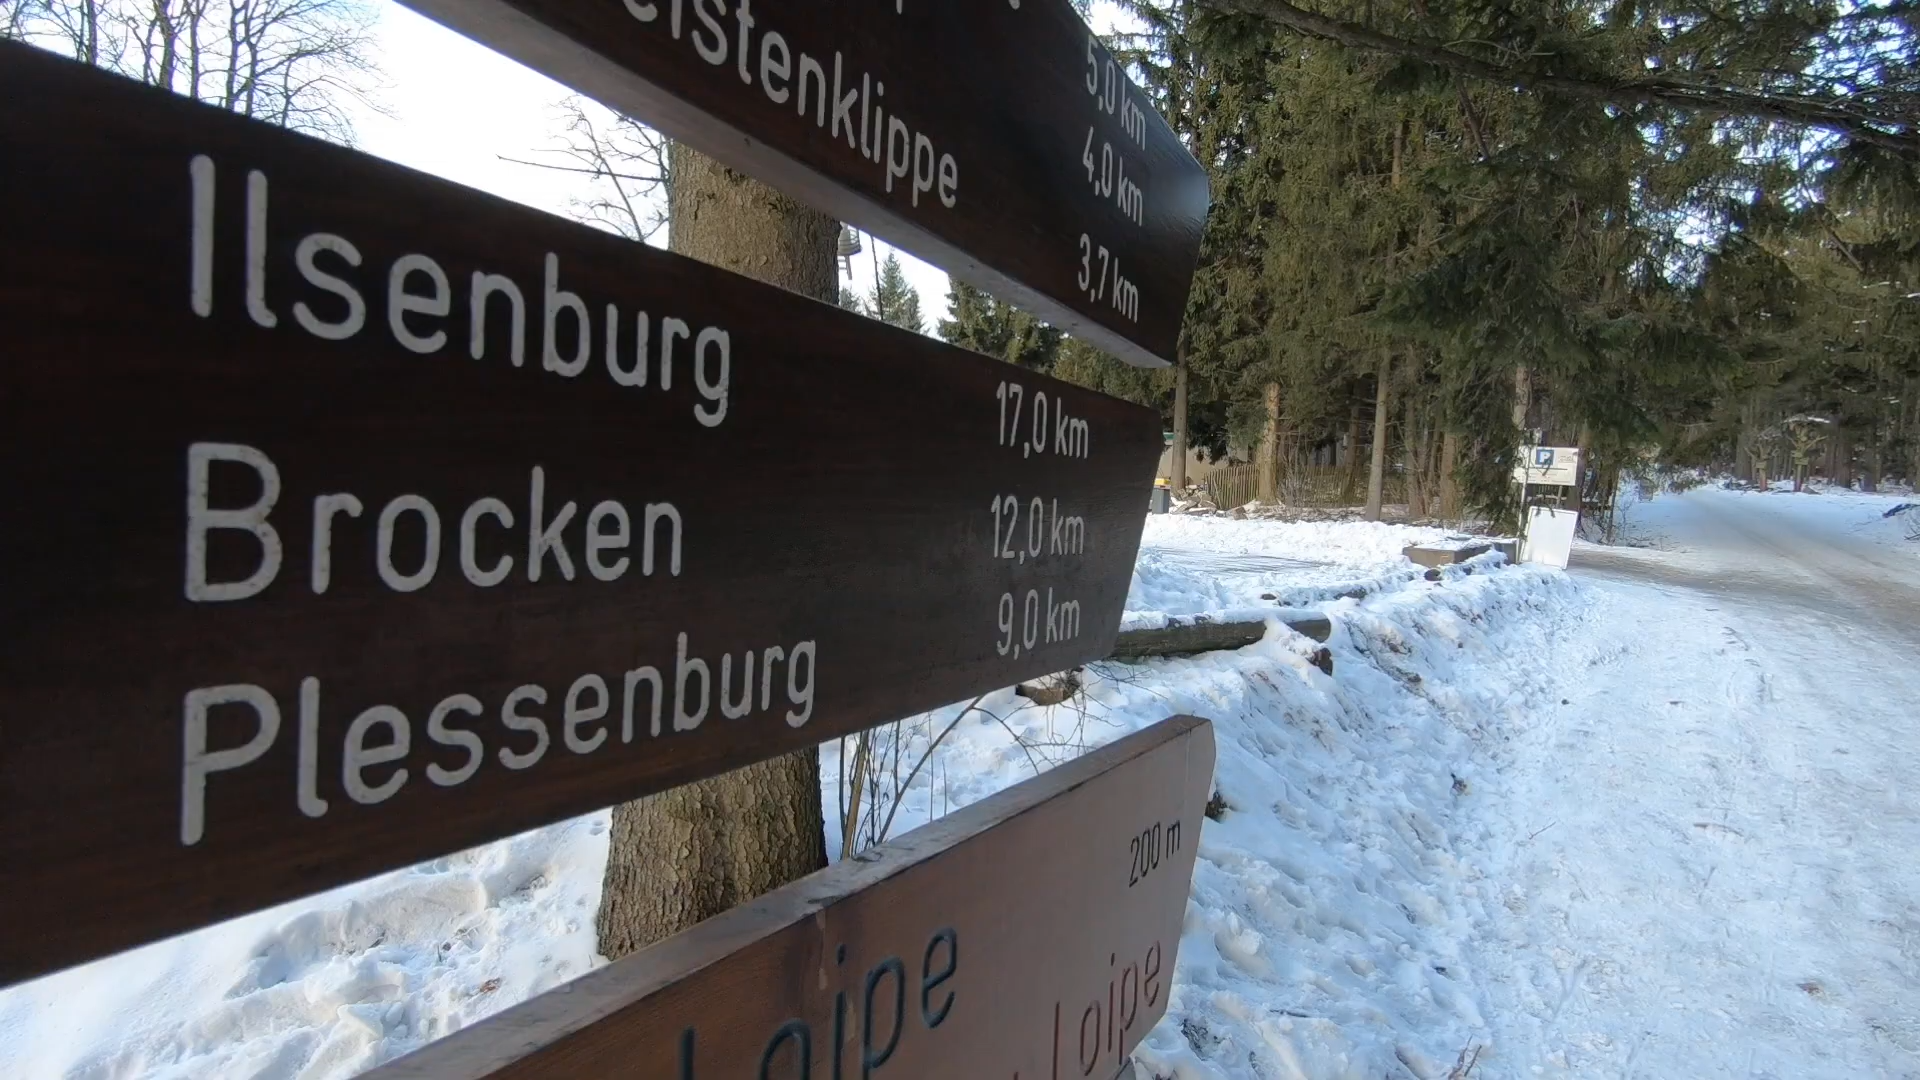 5,0 km
4,0 km
eistenklippe 3,7 km
Ilsenburg 17,0 km
Brocken 12,0 km
Plessenburg 9,0 km
200 m
Loipe
Loipe
P